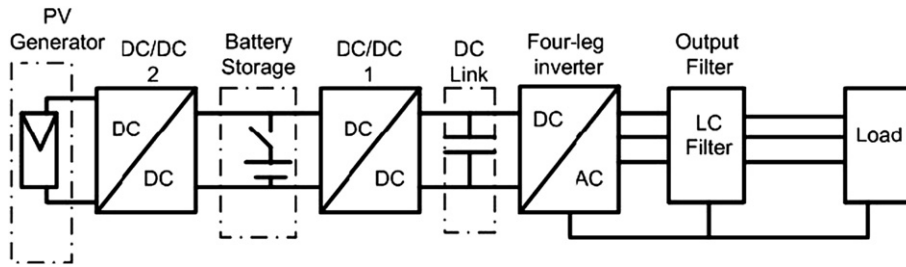 PV
Generator
DC/DC
2
Battery
Storage
DC/DC
1
DC
Link
Four-leg
inverter
Output
Filter
DC
DC
DC
DC
DC
AC
LC
Filter
Load